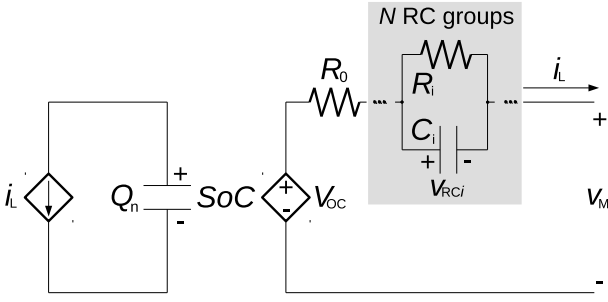 N RC groups
R0
Ri
iL
...
...
Ci
+
-
vRCi
+
iL
Qn
+
-
SoC
+
-
VOC
vM
-